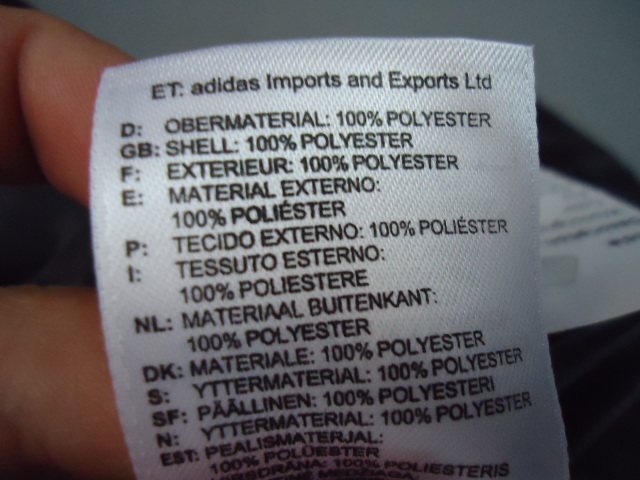 ET: adidas Imports and Exports Ltd
D: OBERMATERIAL: 100% POLYESTER
GB: SHELL: 100% POLYESTER
F: EXTERIEUR: 100% POLYESTER
E: MATERIAL EXTERNO:
100% POLIÉSTER
P: TECIDO EXTERNO: 100% POLIÉSTER
I: TESSUTO ESTERNO:
100% POLIESTERE
NL: MATERIAAL BUITENKANT:
100% POLYESTER
DK: MATERIALE: 100% POLYESTER
S: YTTERMATERIAL: 100% POLYESTER
SF: PÄÄLLINEN: 100% POLYESTERI
N: YTTERMATERIAL: 100% POLYESTER
EST: PEALISMATERJAL:
100% POLÜESTER
100% POLIESTERIS